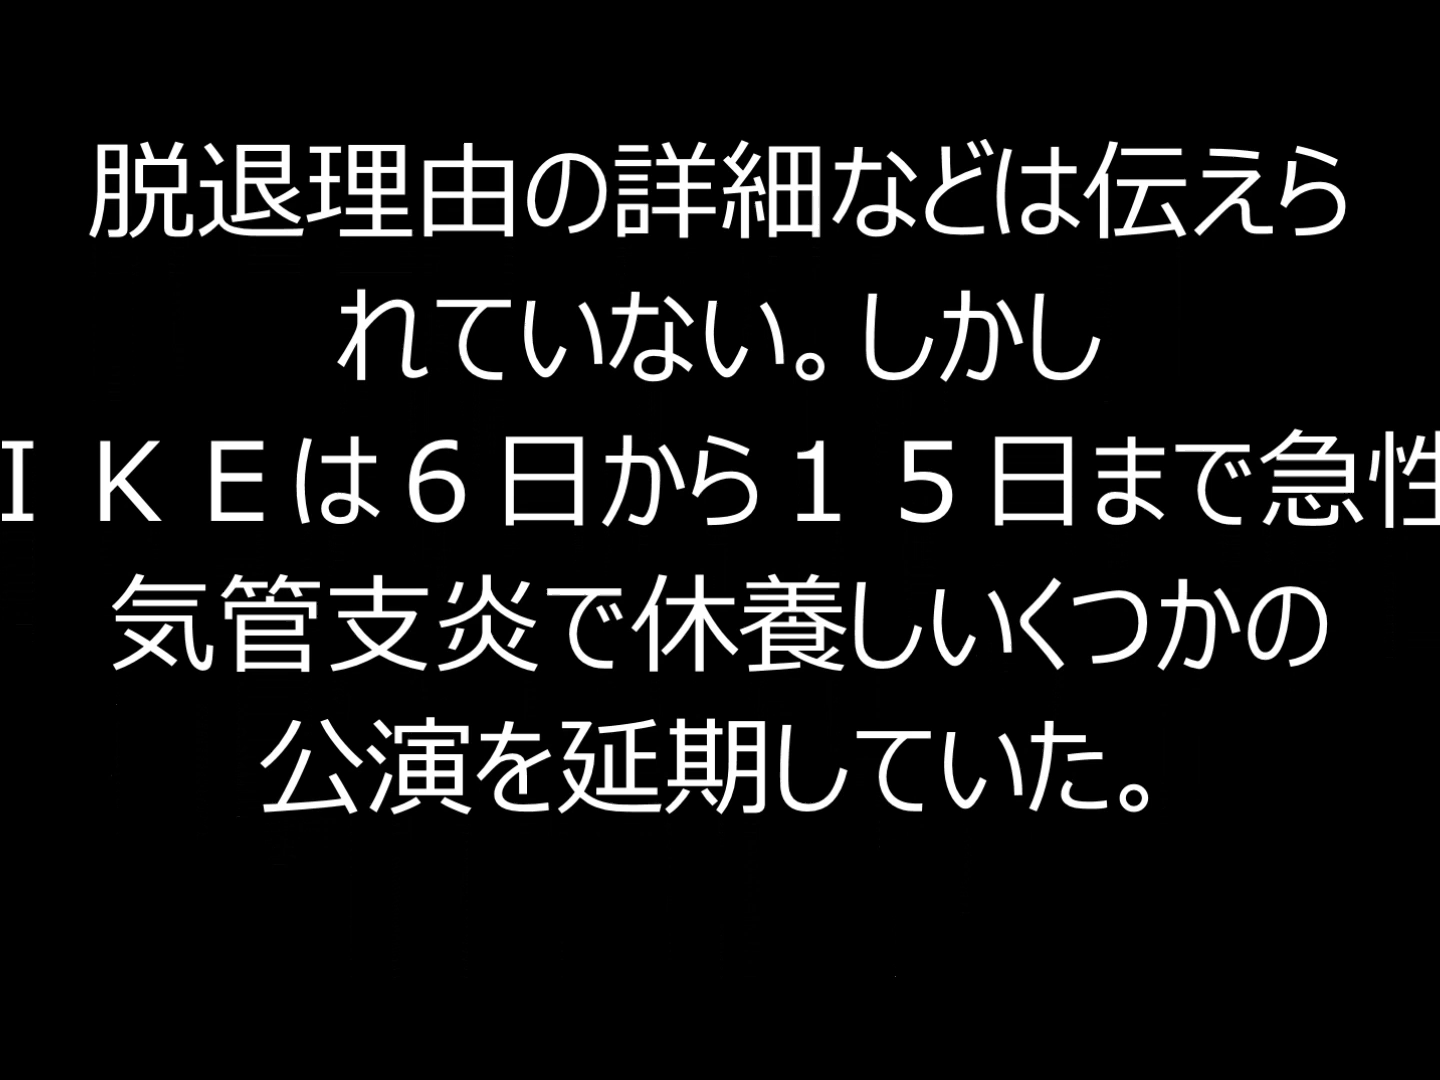 脱退理由の詳細などは伝えら
れていない。しかし
ＩＫＥは６日から１５日まで急性
気管支炎で休養しいくつかの
公演を延期していた。